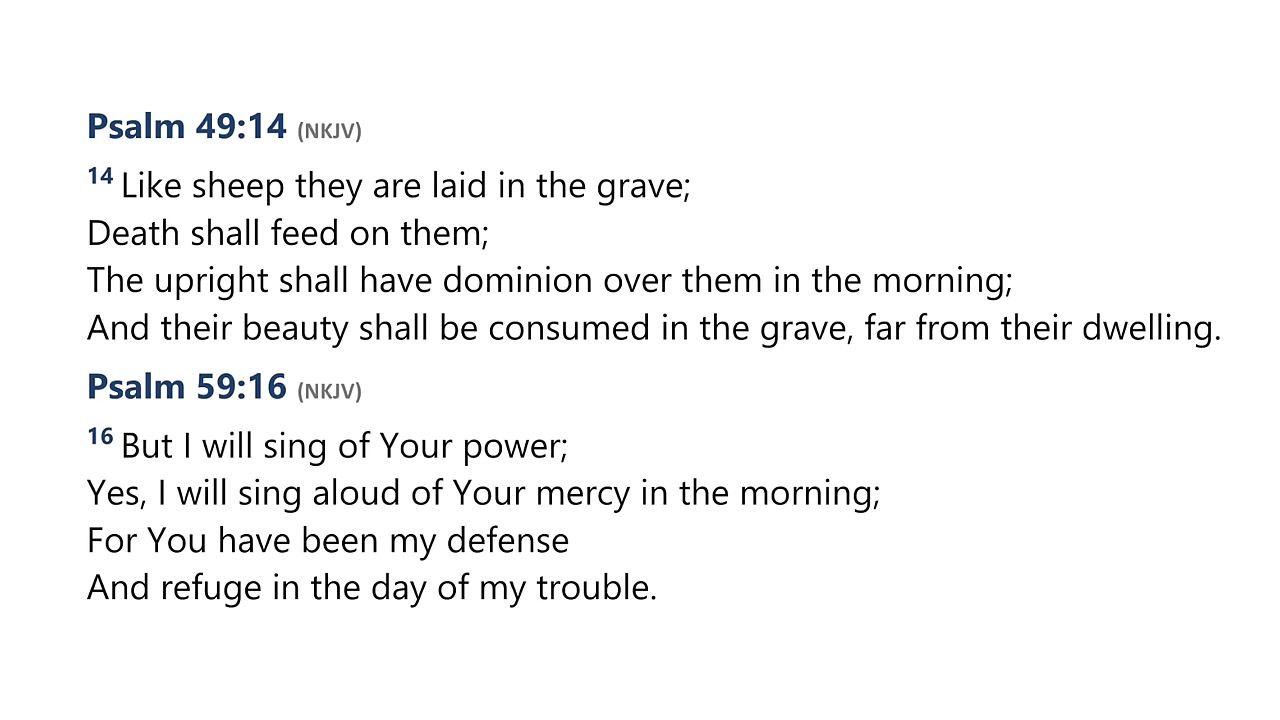 Psalm 49:14 (NKJV)
14 Like sheep they are laid in the grave;
Death shall feed on them;
The upright shall have dominion over them in the morning;
And their beauty shall be consumed in the grave, far from their dwelling.
Psalm 59:16 (NKJV)
16 But I will sing of Your power;
Yes, I will sing aloud of Your mercy in the morning;
For You have been my defense
And refuge in the day of my trouble.